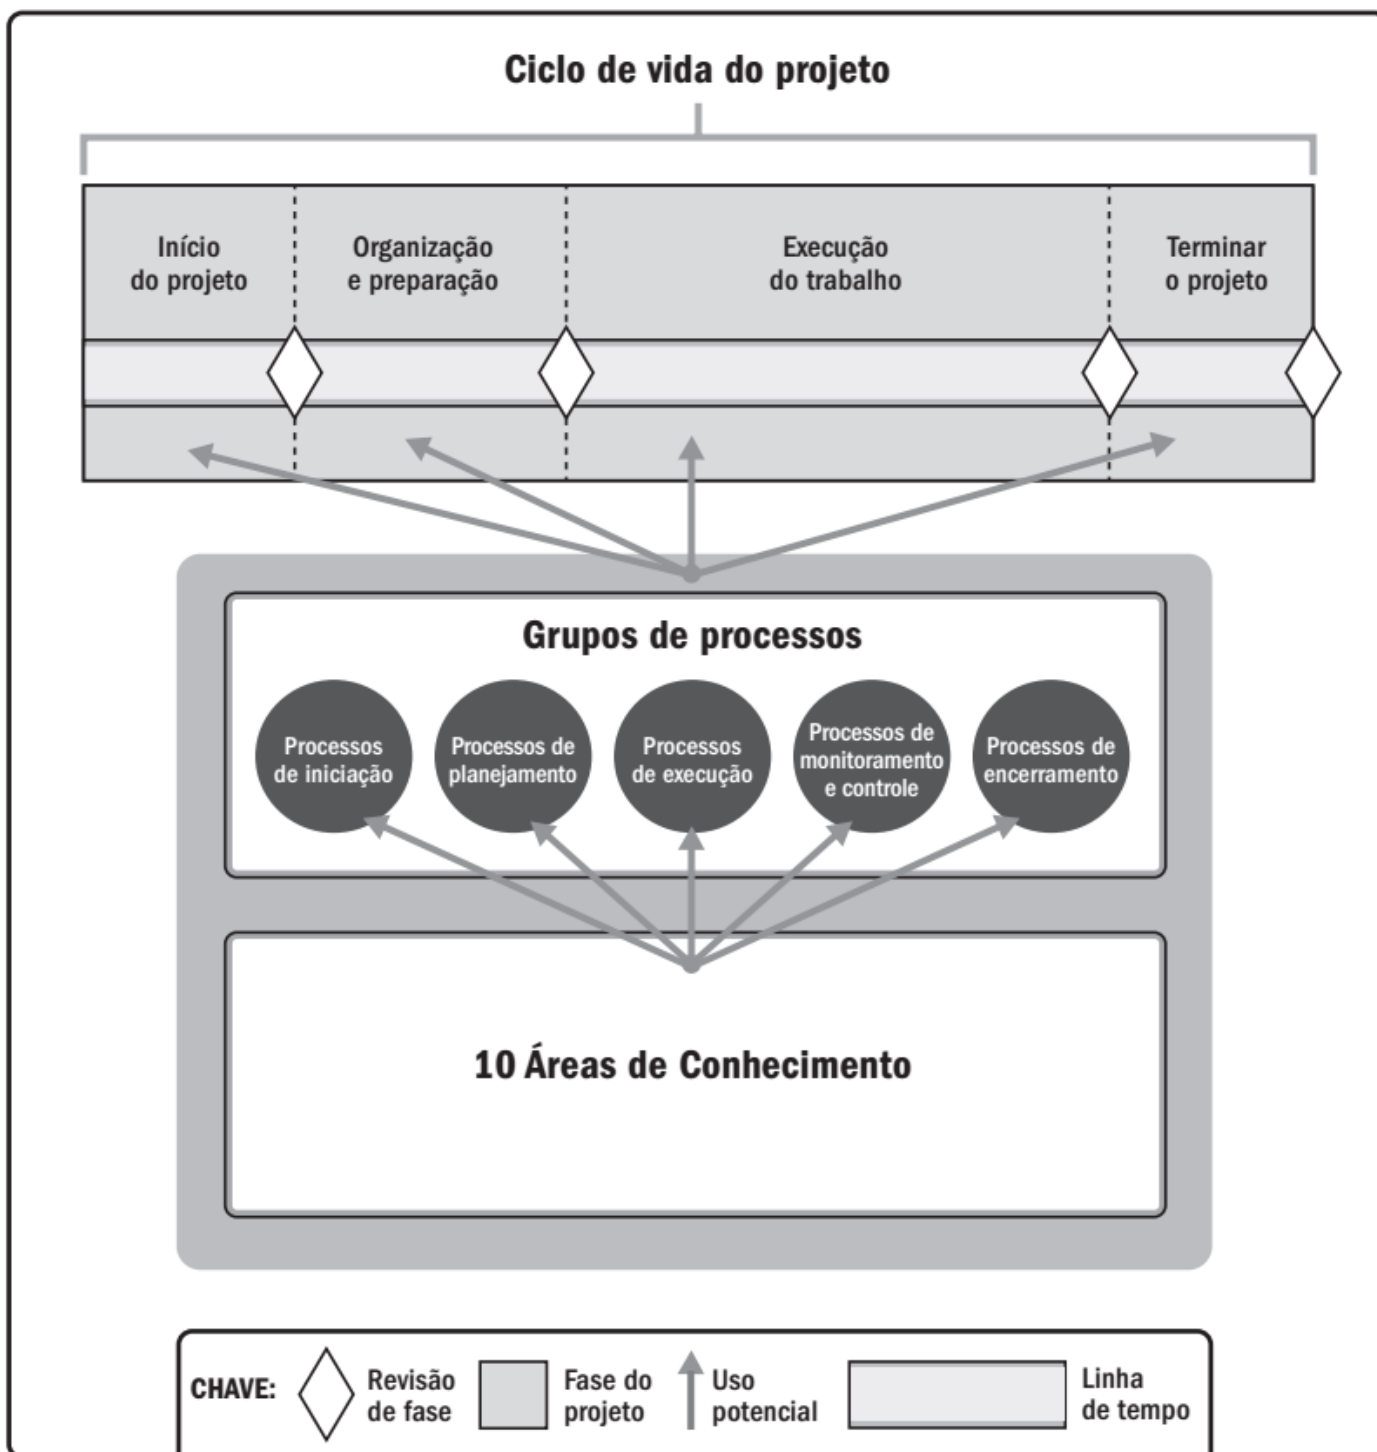 Ciclo de vida do projeto
Início
do projeto
Organização
e preparação
Execução
do trabalho
Terminar
o projeto
Grupos de processos
Processos
de iniciação
Processos de
planejamento
Processos
de execução
Processos de
monitoramento
e controle
Processos de
encerramento
10 Áreas de Conhecimento
CHAVE:
Revisão
de fase
Fase do
projeto
Uso
potencial
Linha
de tempo